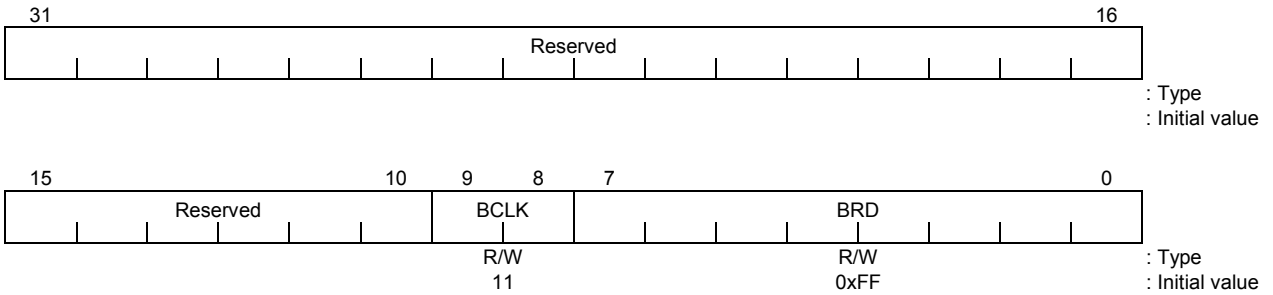 31 16
Reserved
: Type
: Initial value
15 10 9 8 7 0
Reserved BCLK BRD
R/W R/W : Type
11 0xFF : Initial value